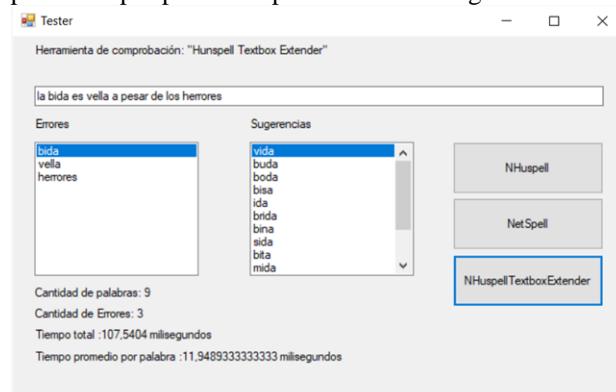 Tester
Herramienta de comprobación: "Hunspell Textbox Extender"
la bida es vella a pesar de los herrores
Errores
Sugerencias
bida
vella
herrores
vida
buda
boda
bisa
ida
brida
bina
sida
bita
mida
NHuspell
NetSpell
NHuspellTextboxExtender
Cantidad de palabras: 9
Cantidad de Errores: 3
Tiempo total :107,5404 milisegundos
Tiempo promedio por palabra :11,9489333333333 milisegundos